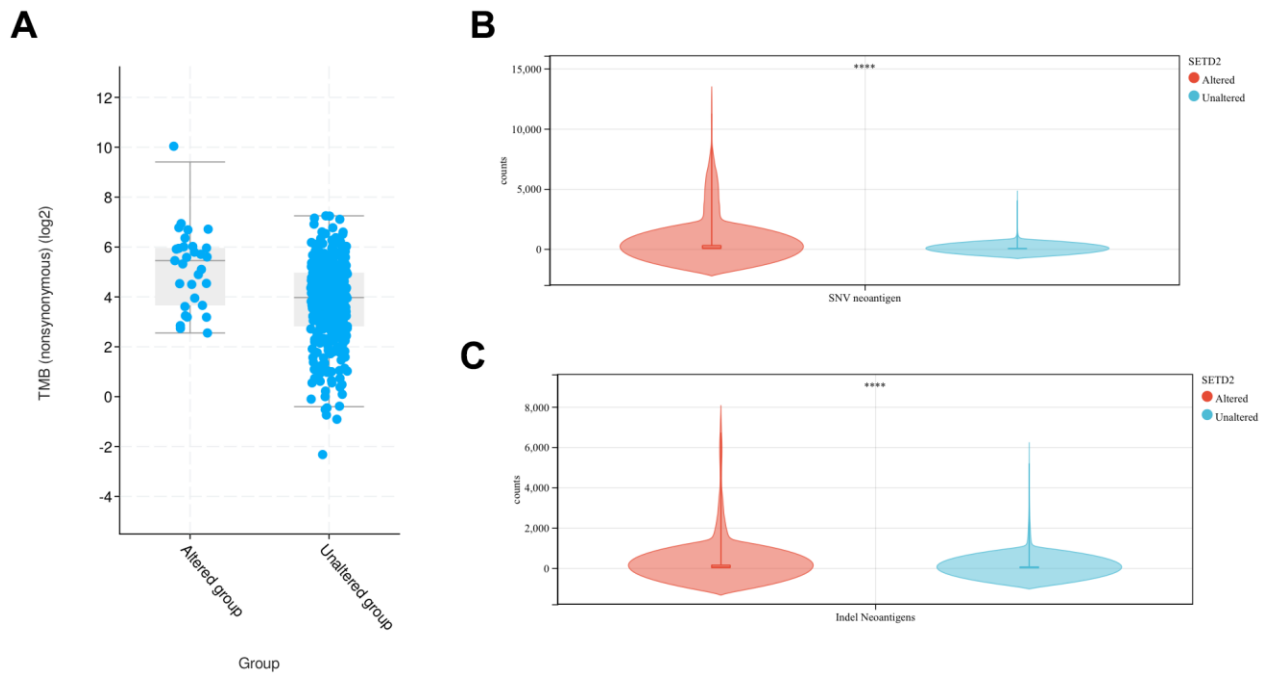 A
TMB (nonsynonymous) (log2)
12
10
8
6
4
2
0
-2
-4
Altered group
Unaltered group
Group
B
counts
15,000
10,000
5,000
0
****
SNV neoantigen
SETD2
Altered
Unaltered
C
counts
8,000
6,000
4,000
2,000
0
****
Indel Neoantigens
SETD2
Altered
Unaltered